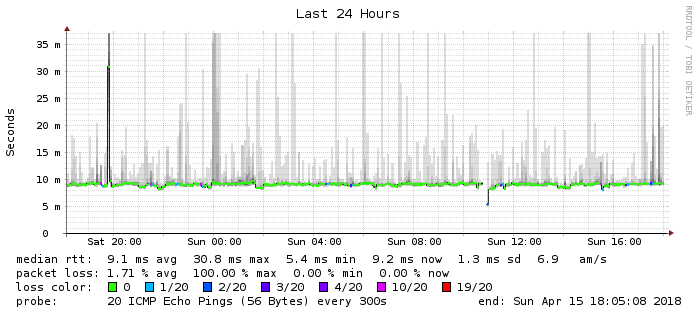 Last 24 Hours
RRDTOOL / TOBI OETIKER
Seconds
35 m
30 m
25 m
20 m
15 m
10 m
5 m
0
Sat 20:00 Sun 00:00 Sun 04:00 Sun 08:00 Sun 12:00 Sun 16:00
median rtt: 9.1 ms avg 30.8 ms max 5.4 ms min 9.2 ms now 1.3 ms sd 6.9 am/s
packet loss: 1.71 % avg 100.00 % max 0.00 % min 0.00 % now
loss color: 0 1/20 2/20 3/20 4/20 10/20 19/20
probe: 20 ICMP Echo Pings (56 Bytes) every 300s end: Sun Apr 15 18:05:08 2018